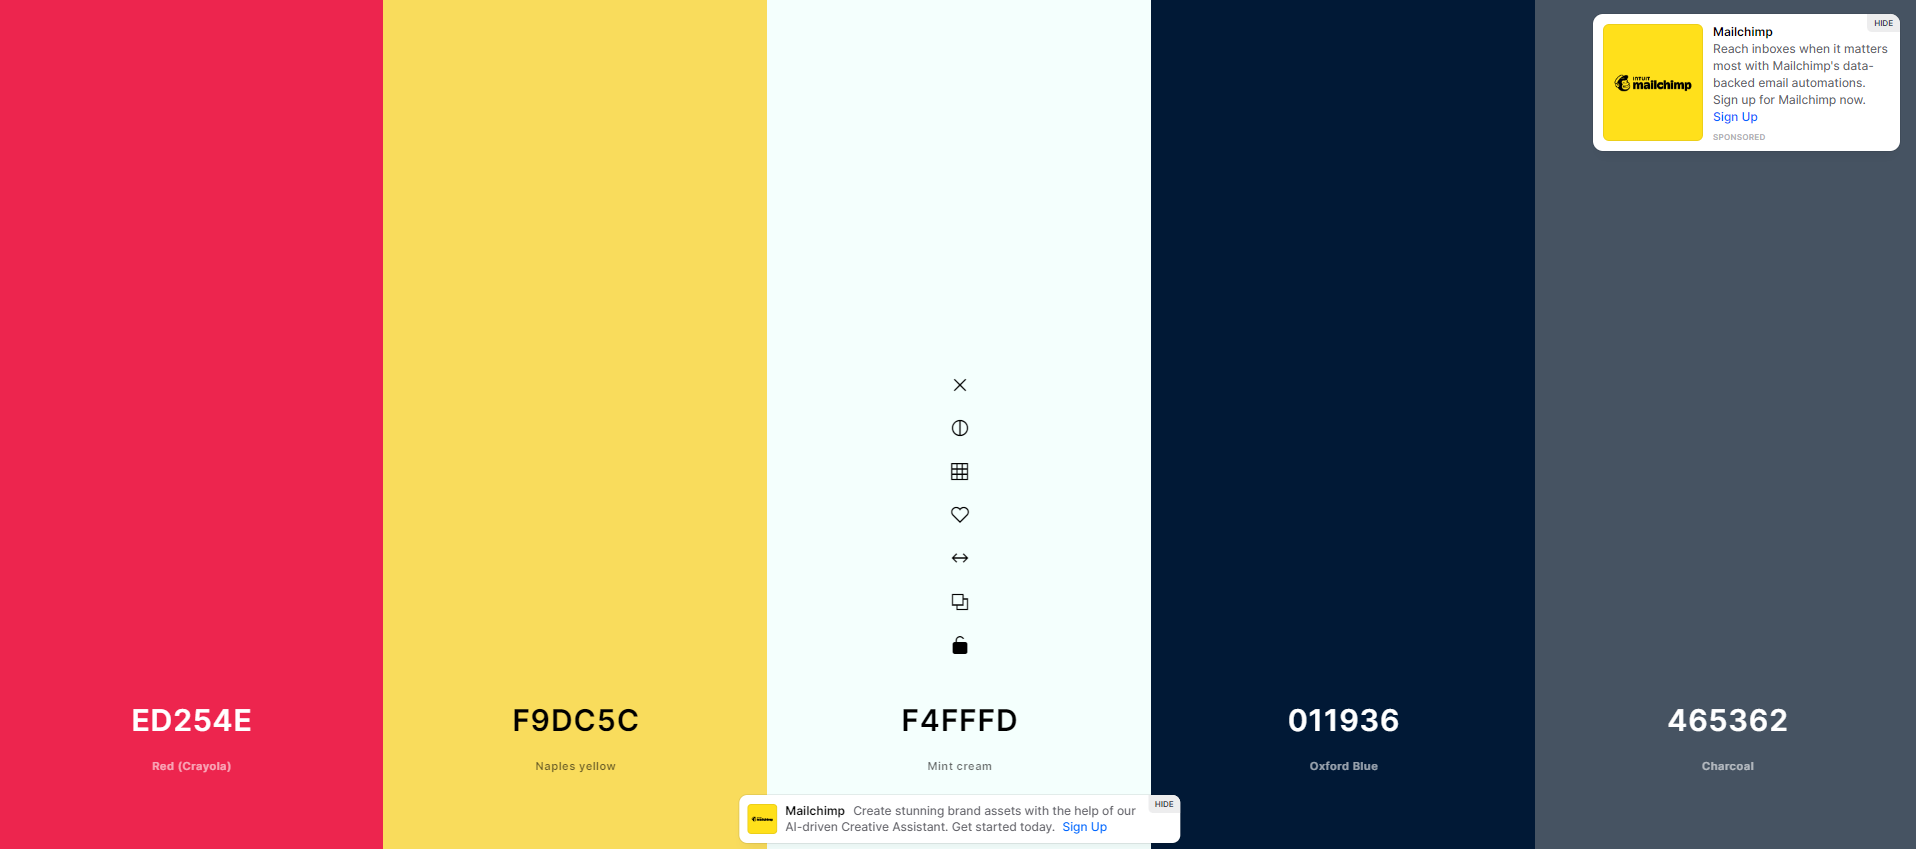 HIDE
INTUIT
mailchimp
Mailchimp
Reach inboxes when it matters
most with Mailchimp's data-
backed email automations.
Sign up for Mailchimp now.
Sign Up
SPONSORED
ED254E
Red (Crayola)
F9DC5C
Naples yellow
F4FFFD
Mint cream
011936
Oxford Blue
465362
Charcoal
HIDE
mailchimp
Mailchimp Create stunning brand assets with the help of our
AI-driven Creative Assistant. Get started today. Sign Up